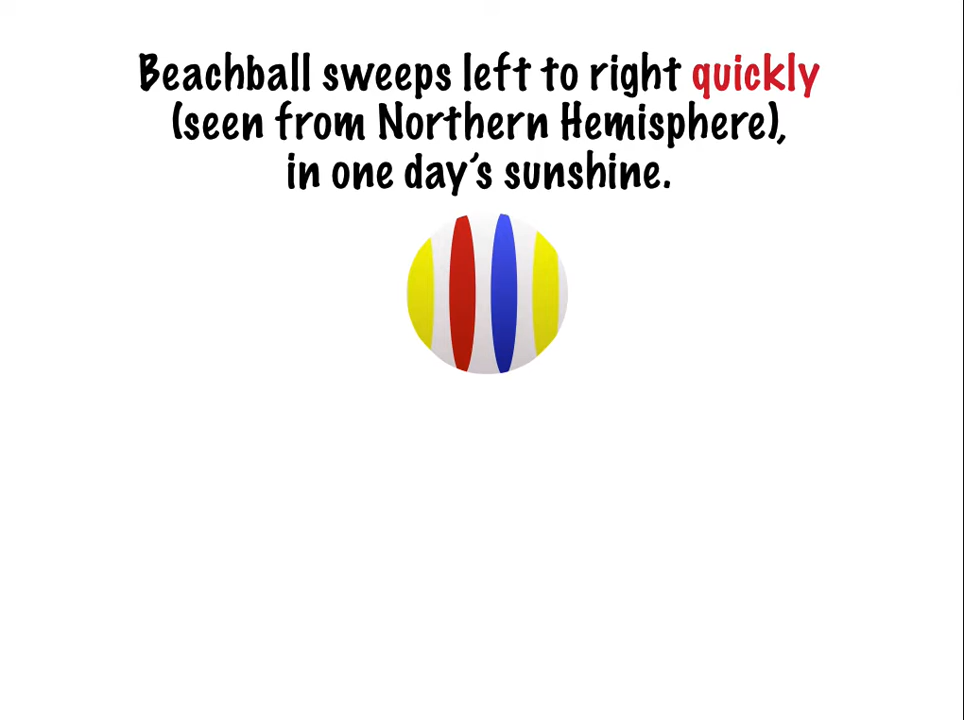 Beachball sweeps left to right quickly
(seen from Northern Hemisphere),
in one day's sunshine.